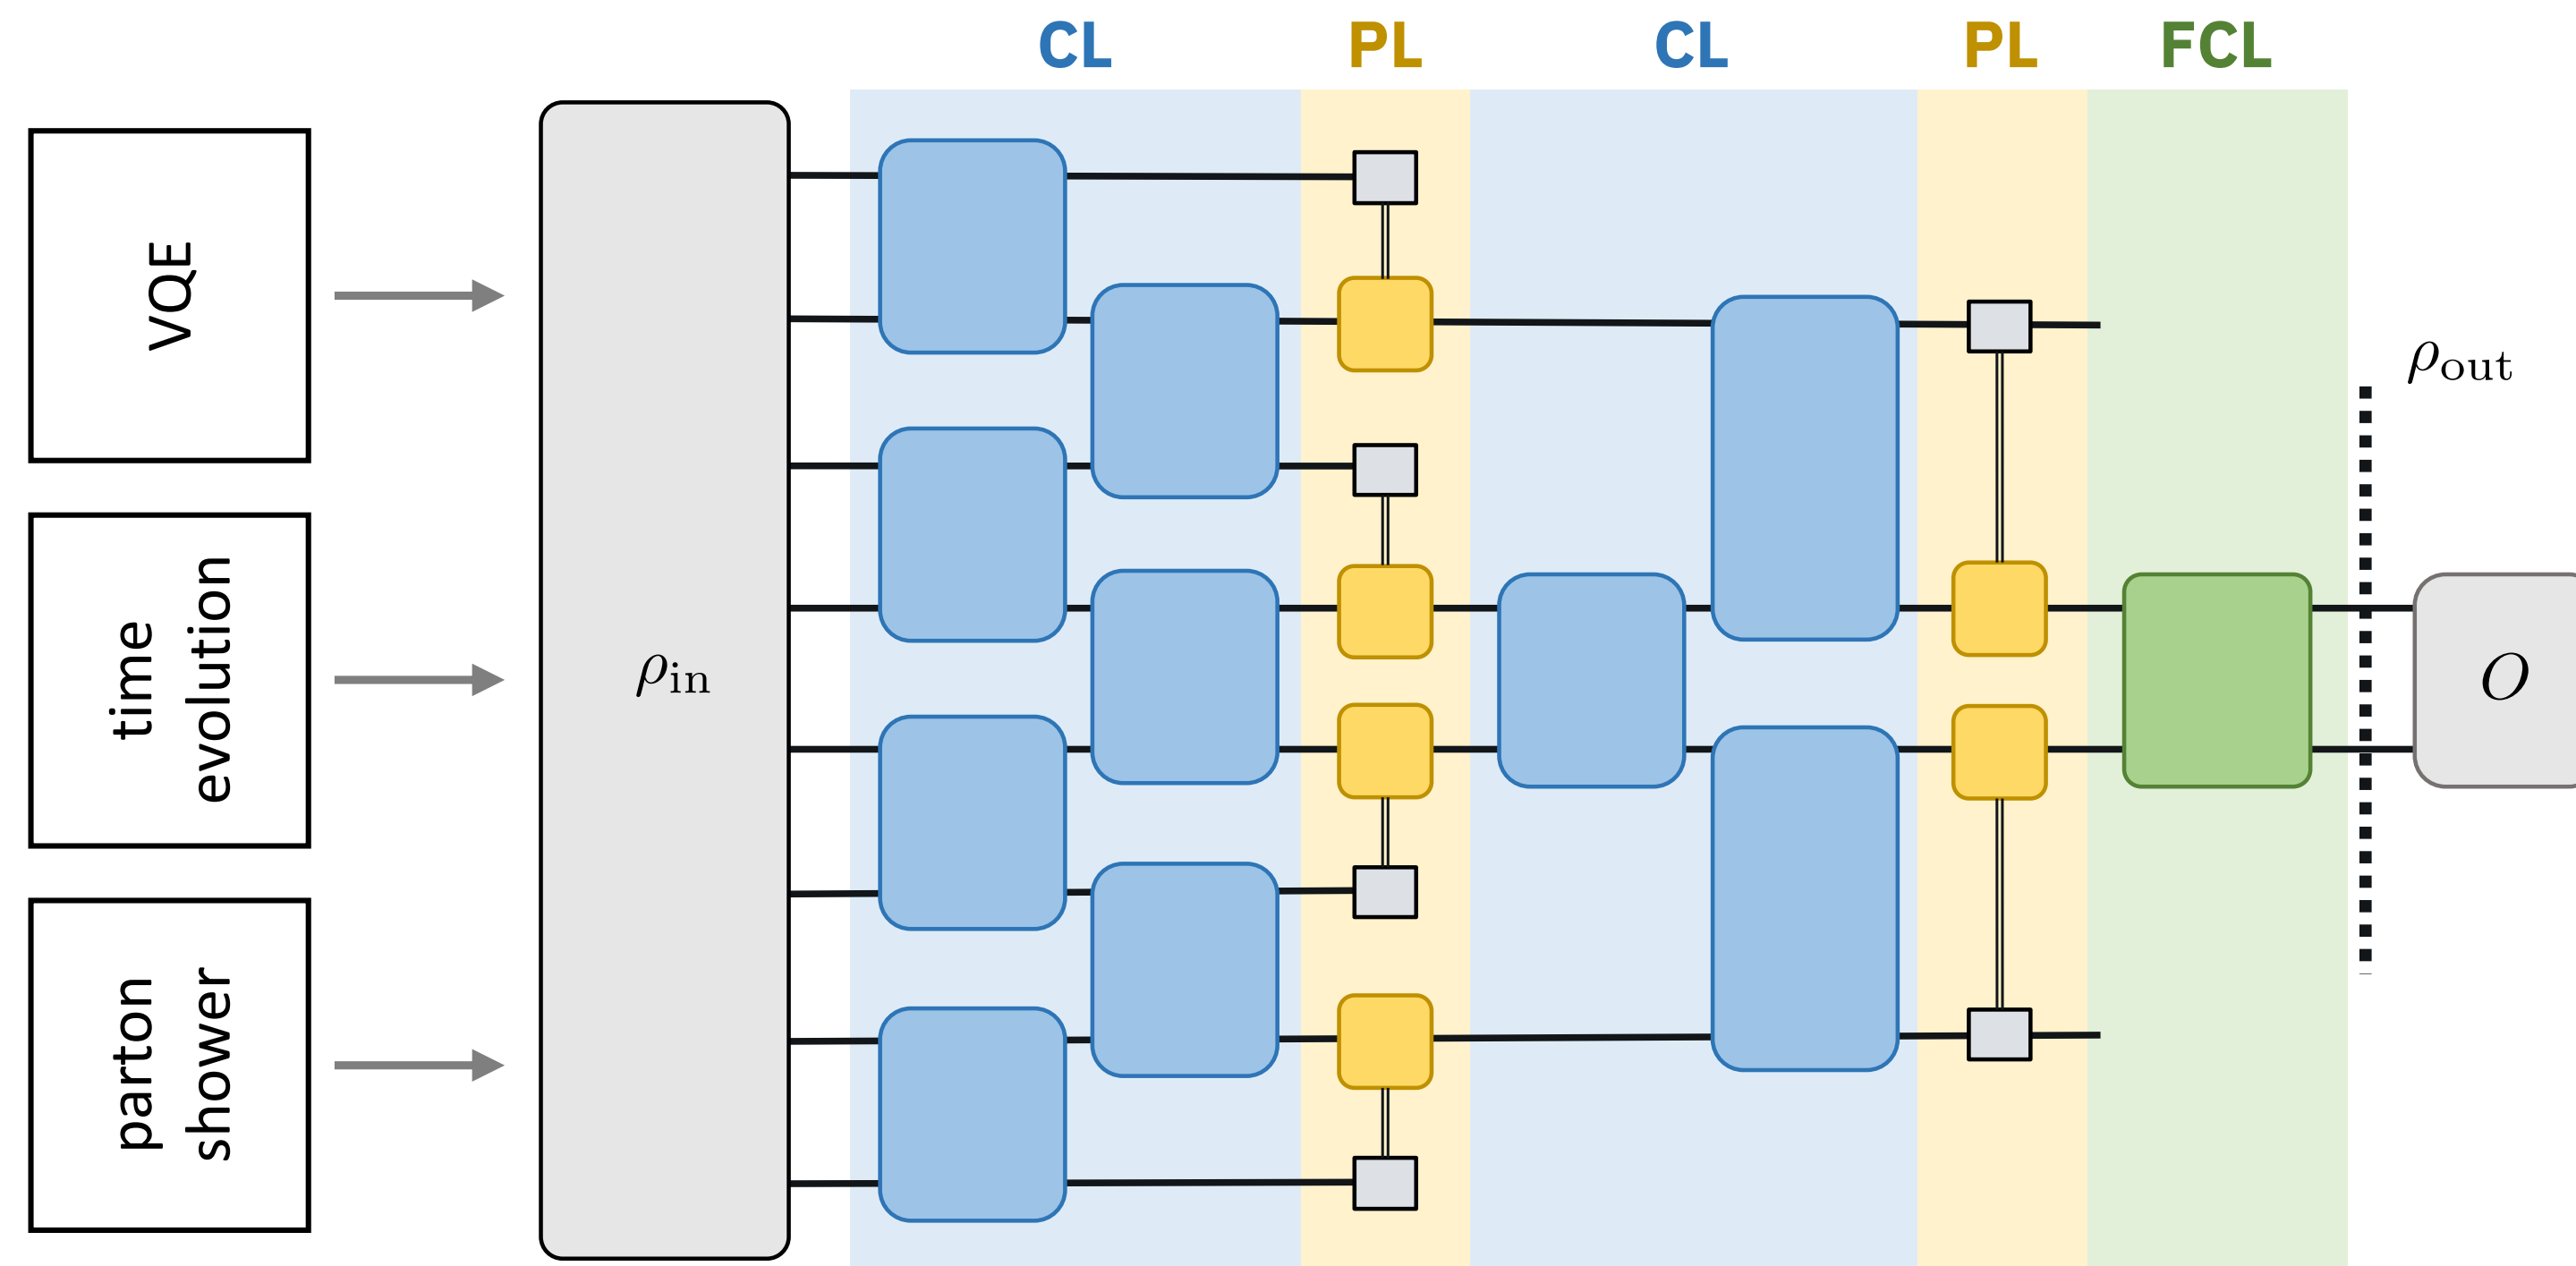 CL PL CL PL FCL
VQE
time
evolution
parton
shower
ρin
ρout
O